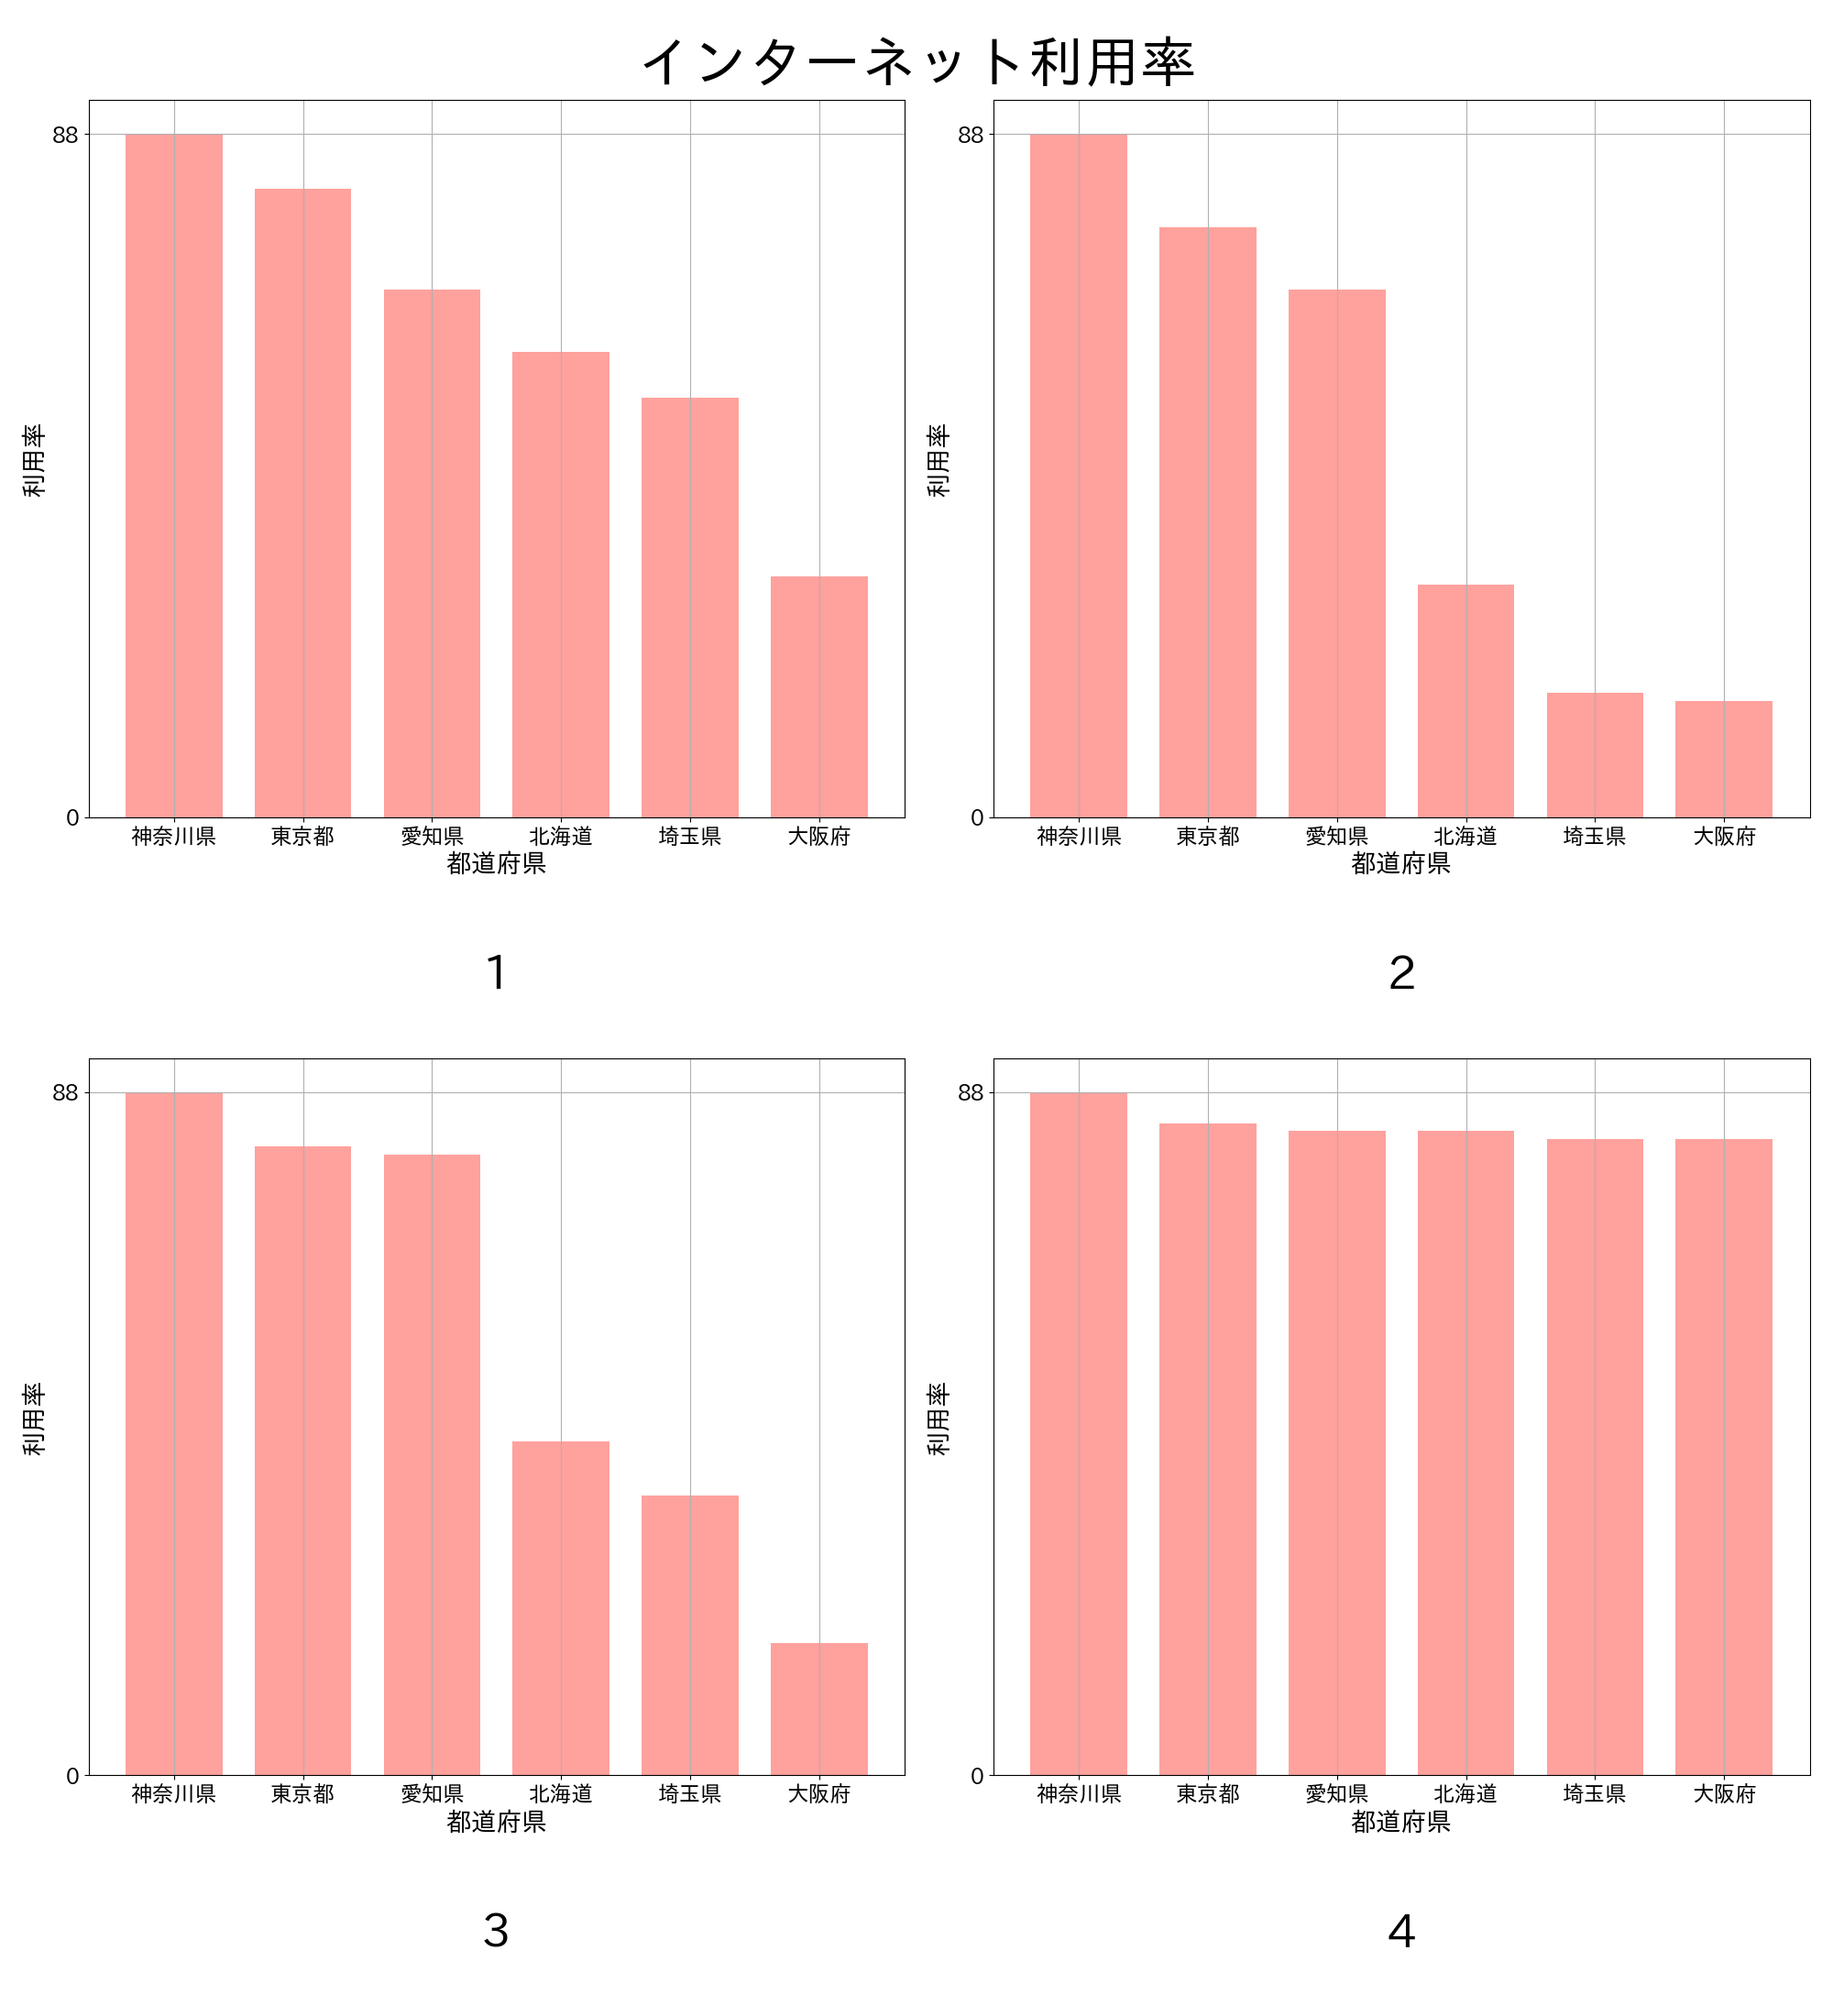 インターネット利用率
88
0
利用率
神奈川県 東京都 愛知県 北海道 埼玉県 大阪府
都道府県
1
88
0
利用率
神奈川県 東京都 愛知県 北海道 埼玉県 大阪府
都道府県
2
88
0
利用率
神奈川県 東京都 愛知県 北海道 埼玉県 大阪府
都道府県
3
88
0
利用率
神奈川県 東京都 愛知県 北海道 埼玉県 大阪府
都道府県
4